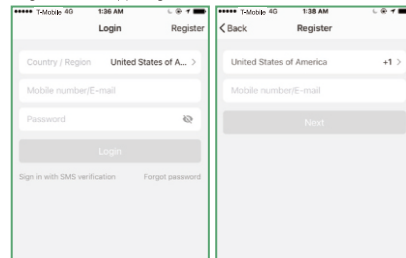 T-Mobile 4G 1:36 AM
Login Register
Country / Region United States of A... >
Mobile number/E-mail
Password
Login
Sign in with SMS verification Forgot password
T-Mobile 4G 1:38 AM
< Back Register
United States of America +1 >
Mobile number/E-mail
Next